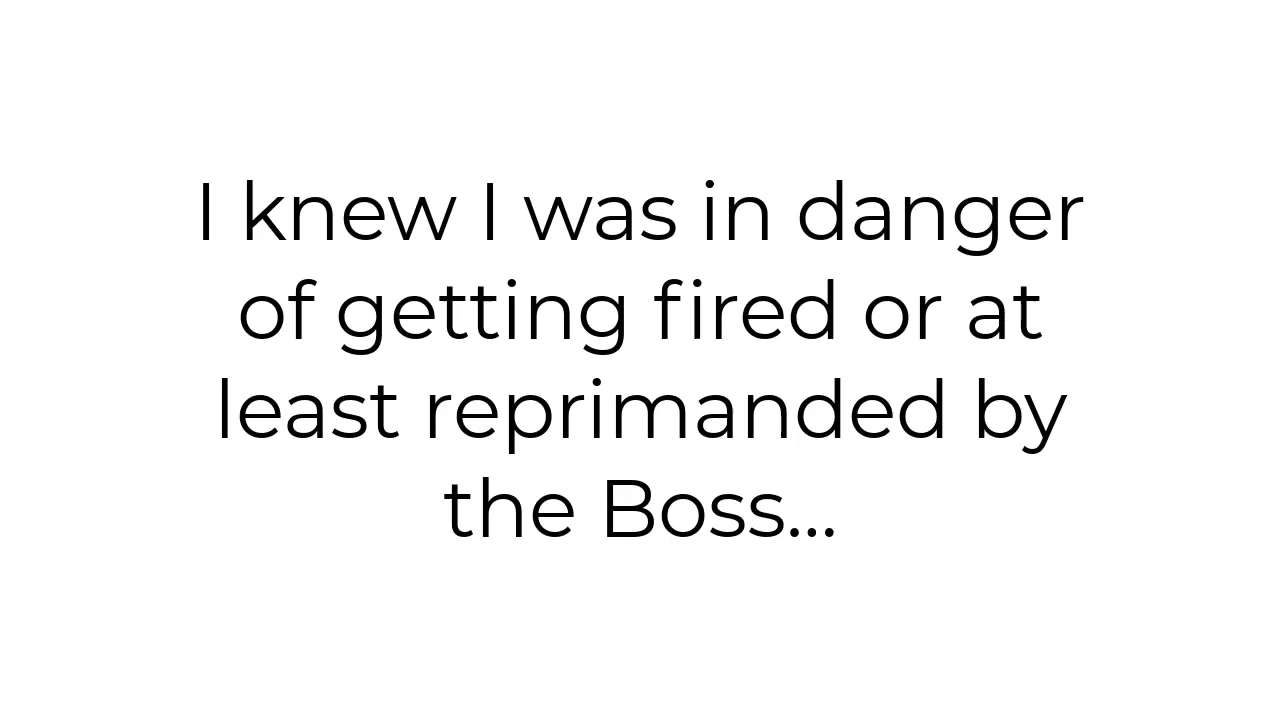 I knew I was in danger
of getting fired or at
least reprimanded by
the Boss...